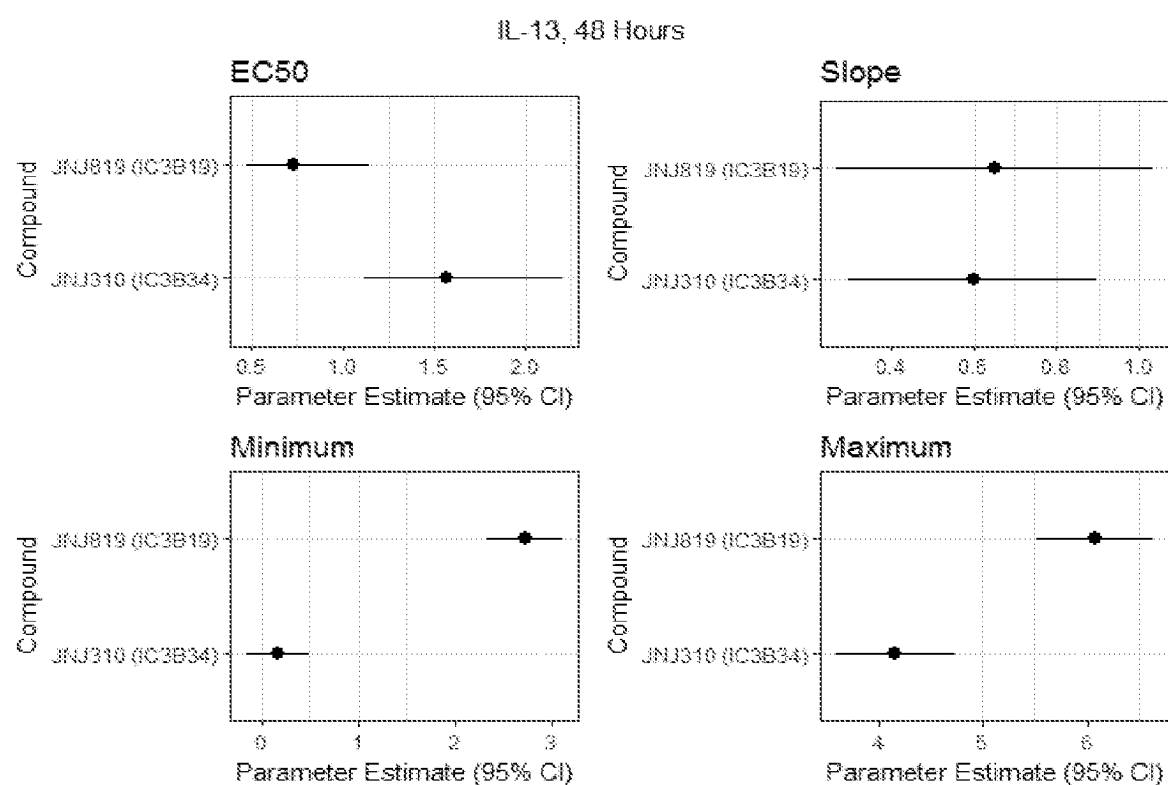 IL-13, 48 Hours
EC50
Compound
JNJ819 (IC3B19)
JNJ310 (IC3B34)
0.5 1.0 1.5 2.0
Parameter Estimate (95% CI)
Slope
Compound
JNJ819 (IC3B19)
JNJ310 (IC3B34)
0.4 0.6 0.8 1.0
Parameter Estimate (95% CI)
Minimum
Compound
JNJ819 (IC3B19)
JNJ310 (IC3B34)
0 1 2 3
Parameter Estimate (95% CI)
Maximum
Compound
JNJ819 (IC3B19)
JNJ310 (IC3B34)
4 5 6
Parameter Estimate (95% CI)